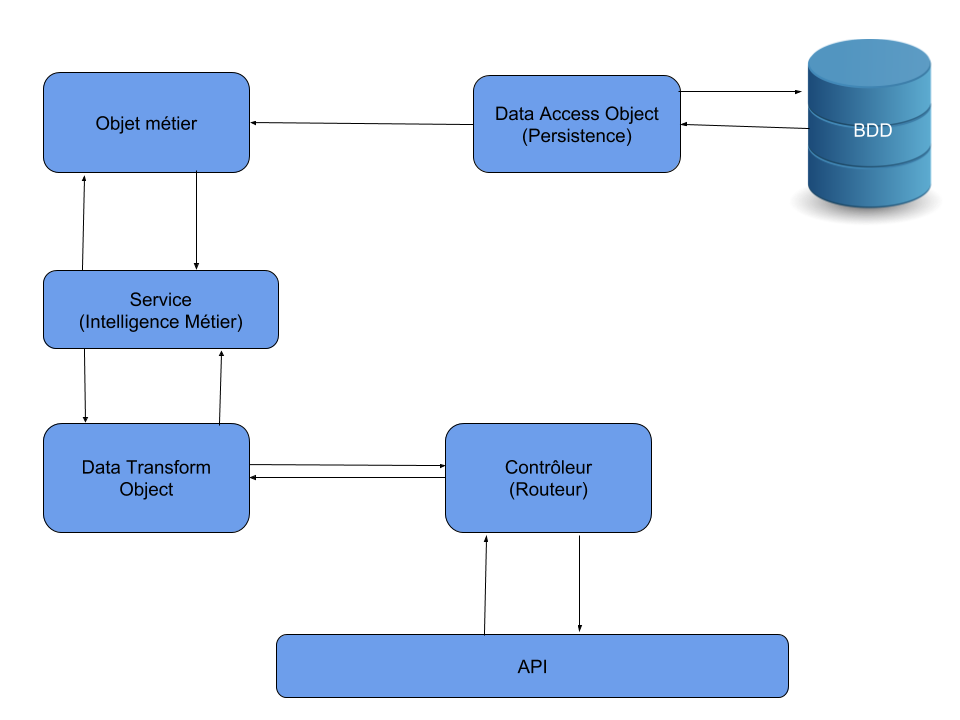 Objet métier
Data Access Object
(Persistence)
BDD
Service
(Intelligence Métier)
Data Transform
Object
Contrôleur
(Routeur)
API